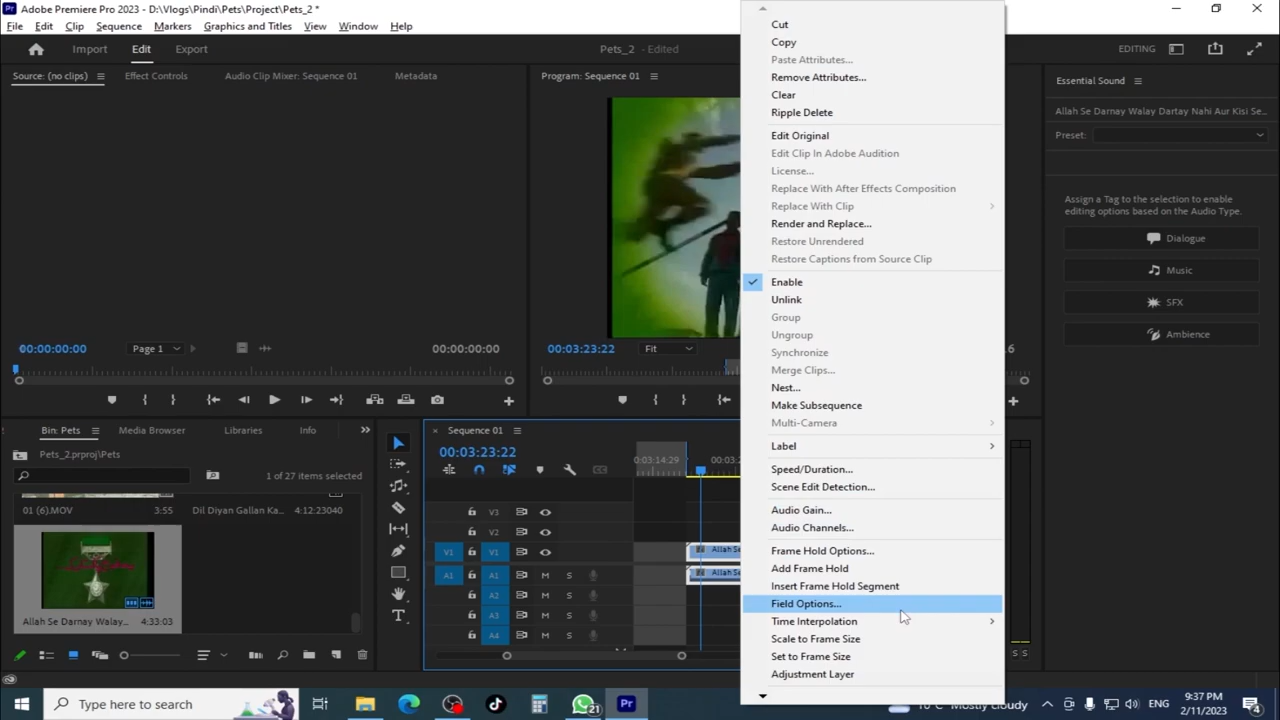 Adobe Premiere Pro 2023 - D:\Vlogs\Pindi\Pets\Project\Pets_2 *
File Edit Clip Sequence Markers Graphics and Titles View Window Help
Import Edit Export
Pets_2 - Edited
EDITING
Source: (no clips) Effect Controls Audio Clip Mixer: Sequence 01 Metadata
Program: Sequence 01
Essential Sound
Allah Se Darnay Walay Dartay Nahi Aur Kisi Se...
Preset:
Assign a Tag to the selection to enable
editing options based on the Audio Type.
Dialogue
Music
SFX
Ambience
00:00:00:00 Page 1 00:00:00:00
00:03:23:22 Fit
Cut
Copy
Paste Attributes...
Remove Attributes...
Clear
Ripple Delete
Edit Original
Edit Clip In Adobe Audition
License...
Replace With After Effects Composition
Replace With Clip
Render and Replace...
Restore Unrendered
Restore Captions from Source Clip
Enable
Unlink
Group
Ungroup
Synchronize
Merge Clips...
Nest...
Make Subsequence
Multi-Camera
Label
Speed/Duration...
Scene Edit Detection...
Audio Gain...
Audio Channels...
Frame Hold Options...
Add Frame Hold
Insert Frame Hold Segment
Field Options...
Time Interpolation
Scale to Frame Size
Set to Frame Size
Adjustment Layer
Bin: Pets Media Browser Libraries Info
Pets_2.prproj\Pets
1 of 27 items selected
01 (6).MOV 3:55 Dil Diyan Gallan Ka... 4:12:23040
Allah Se Darnay Walay... 4:33:03
Sequence 01
00:03:23:22
0:03:14:29
V3
V2
V1 V1 Allah Se
A1 A1 M S Allah Se
A2 M S
A3 M S
A4 M S
S S
Type here to search
21
Pr
10°C Mostly cloudy
ENG
9:37 PM
2/11/2023
4